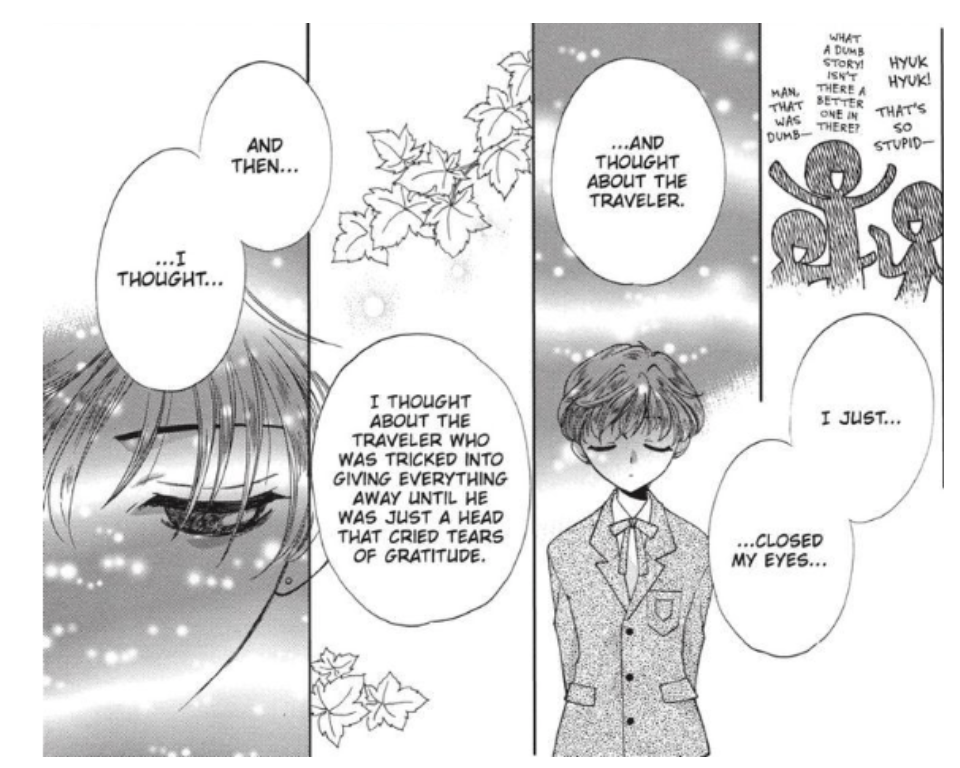 HYUK
HYUK!
THAT'S
SO
STUPID—
WHAT
A DUMB
STORY!
ISN'T
THERE A
BETTER
ONE IN
THERE?
MAN,
THAT
WAS
DUMB—
I JUST...
...CLOSED
MY EYES...
...AND
THOUGHT
ABOUT THE
TRAVELER.
I THOUGHT
ABOUT THE
TRAVELER WHO
WAS TRICKED INTO
GIVING EVERYTHING
AWAY UNTIL HE
WAS JUST A HEAD
THAT CRIED TEARS
OF GRATITUDE.
AND
THEN...
...I
THOUGHT...